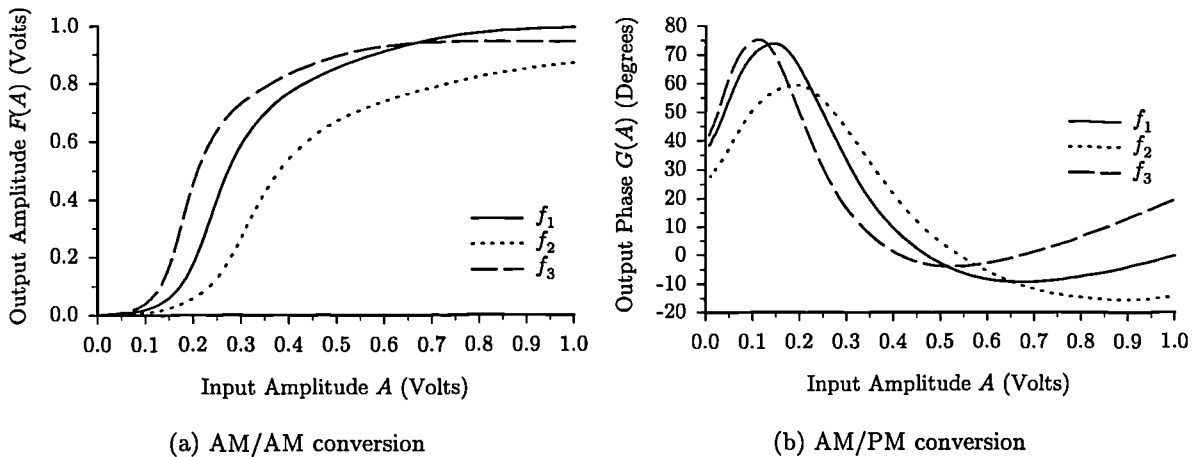 Output Amplitude F(A) (Volts)
1.0
0.8
0.6
0.4
0.2
0.0
f1
f2
f3
0.0 0.1 0.2 0.3 0.4 0.5 0.6 0.7 0.8 0.9 1.0
Input Amplitude A (Volts)
(a) AM/AM conversion
Output Phase G(A) (Degrees)
80
70
60
50
40
30
20
10
0
-10
-20
f1
f2
f3
0.0 0.1 0.2 0.3 0.4 0.5 0.6 0.7 0.8 0.9 1.0
Input Amplitude A (Volts)
(b) AM/PM conversion